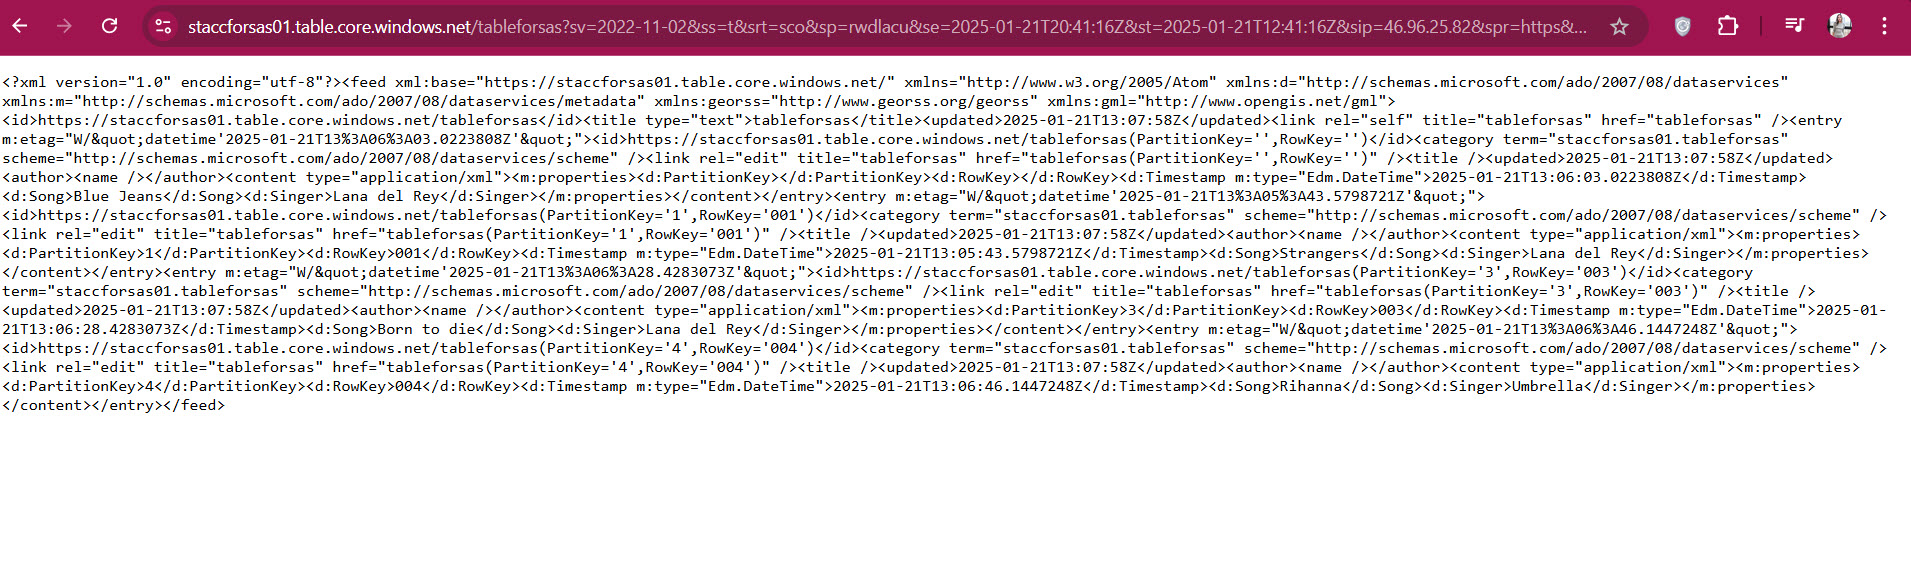 staccforsas01.table.core.windows.net/tableforsas?sv=2022-11-02&ss=t&srt=sco&sp=rwdlacu&se=2025-01-21T20:41:16Z&st=2025-01-21T12:41:16Z&sip=46.96.25.82&spr=https&...
<?xml version="1.0" encoding="utf-8"?><feed xml:base="https://staccforsas01.table.core.windows.net/" xmlns="http://www.w3.org/2005/Atom" xmlns:d="http://schemas.microsoft.com/ado/2007/08/dataservices"
xmlns:m="http://schemas.microsoft.com/ado/2007/08/dataservices/metadata" xmlns:georss="http://www.georss.org/georss" xmlns:gml="http://www.opengis.net/gml">
<id>https://staccforsas01.table.core.windows.net/tableforsas</id><title type="text">tableforsas</title><updated>2025-01-21T13:07:58Z</updated><link rel="self" title="tableforsas" href="tableforsas" /><entry
m:etag="W/&quot;datetime'2025-01-21T13%3A06%3A03.0223808Z'&quot;"><id>https://staccforsas01.table.core.windows.net/tableforsas(PartitionKey='',RowKey='')</id><category term="staccforsas01.tableforsas"
scheme="http://schemas.microsoft.com/ado/2007/08/dataservices/scheme" /><link rel="edit" title="tableforsas" href="tableforsas(PartitionKey='',RowKey='')" /><title /><updated>2025-01-21T13:07:58Z</updated>
<author><name /></author><content type="application/xml"><m:properties><d:PartitionKey></d:PartitionKey><d:RowKey></d:RowKey><d:Timestamp m:type="Edm.DateTime">2025-01-21T13:06:03.0223808Z</d:Timestamp>
<d:Song>Blue Jeans</d:Song><d:Singer>Lana del Rey</d:Singer></m:properties></content></entry><entry m:etag="W/&quot;datetime'2025-01-21T13%3A05%3A43.5798721Z'&quot;">
<id>https://staccforsas01.table.core.windows.net/tableforsas(PartitionKey='1',RowKey='001')</id><category term="staccforsas01.tableforsas" scheme="http://schemas.microsoft.com/ado/2007/08/dataservices/scheme" />
<link rel="edit" title="tableforsas" href="tableforsas(PartitionKey='1',RowKey='001')" /><title /><updated>2025-01-21T13:07:58Z</updated><author><name /></author><content type="application/xml"><m:properties>
<d:PartitionKey>1</d:PartitionKey><d:RowKey>001</d:RowKey><d:Timestamp m:type="Edm.DateTime">2025-01-21T13:05:43.5798721Z</d:Timestamp><d:Song>Strangers</d:Song><d:Singer>Lana del Rey</d:Singer></m:properties>
</content></entry><entry m:etag="W/&quot;datetime'2025-01-21T13%3A06%3A28.4283073Z'&quot;"><id>https://staccforsas01.table.core.windows.net/tableforsas(PartitionKey='3',RowKey='003')</id><category
term="staccforsas01.tableforsas" scheme="http://schemas.microsoft.com/ado/2007/08/dataservices/scheme" /><link rel="edit" title="tableforsas" href="tableforsas(PartitionKey='3',RowKey='003')" /><title />
<updated>2025-01-21T13:07:58Z</updated><author><name /></author><content type="application/xml"><m:properties><d:PartitionKey>3</d:PartitionKey><d:RowKey>003</d:RowKey><d:Timestamp m:type="Edm.DateTime">2025-01-
21T13:06:28.4283073Z</d:Timestamp><d:Song>Born to die</d:Song><d:Singer>Lana del Rey</d:Singer></m:properties></content></entry><entry m:etag="W/&quot;datetime'2025-01-21T13%3A06%3A46.1447248Z'&quot;">
<id>https://staccforsas01.table.core.windows.net/tableforsas(PartitionKey='4',RowKey='004')</id><category term="staccforsas01.tableforsas" scheme="http://schemas.microsoft.com/ado/2007/08/dataservices/scheme" />
<link rel="edit" title="tableforsas" href="tableforsas(PartitionKey='4',RowKey='004')" /><title /><updated>2025-01-21T13:07:58Z</updated><author><name /></author><content type="application/xml"><m:properties>
<d:PartitionKey>4</d:PartitionKey><d:RowKey>004</d:RowKey><d:Timestamp m:type="Edm.DateTime">2025-01-21T13:06:46.1447248Z</d:Timestamp><d:Song>Rihanna</d:Song><d:Singer>Umbrella</d:Singer></m:properties>
</content></entry></feed>